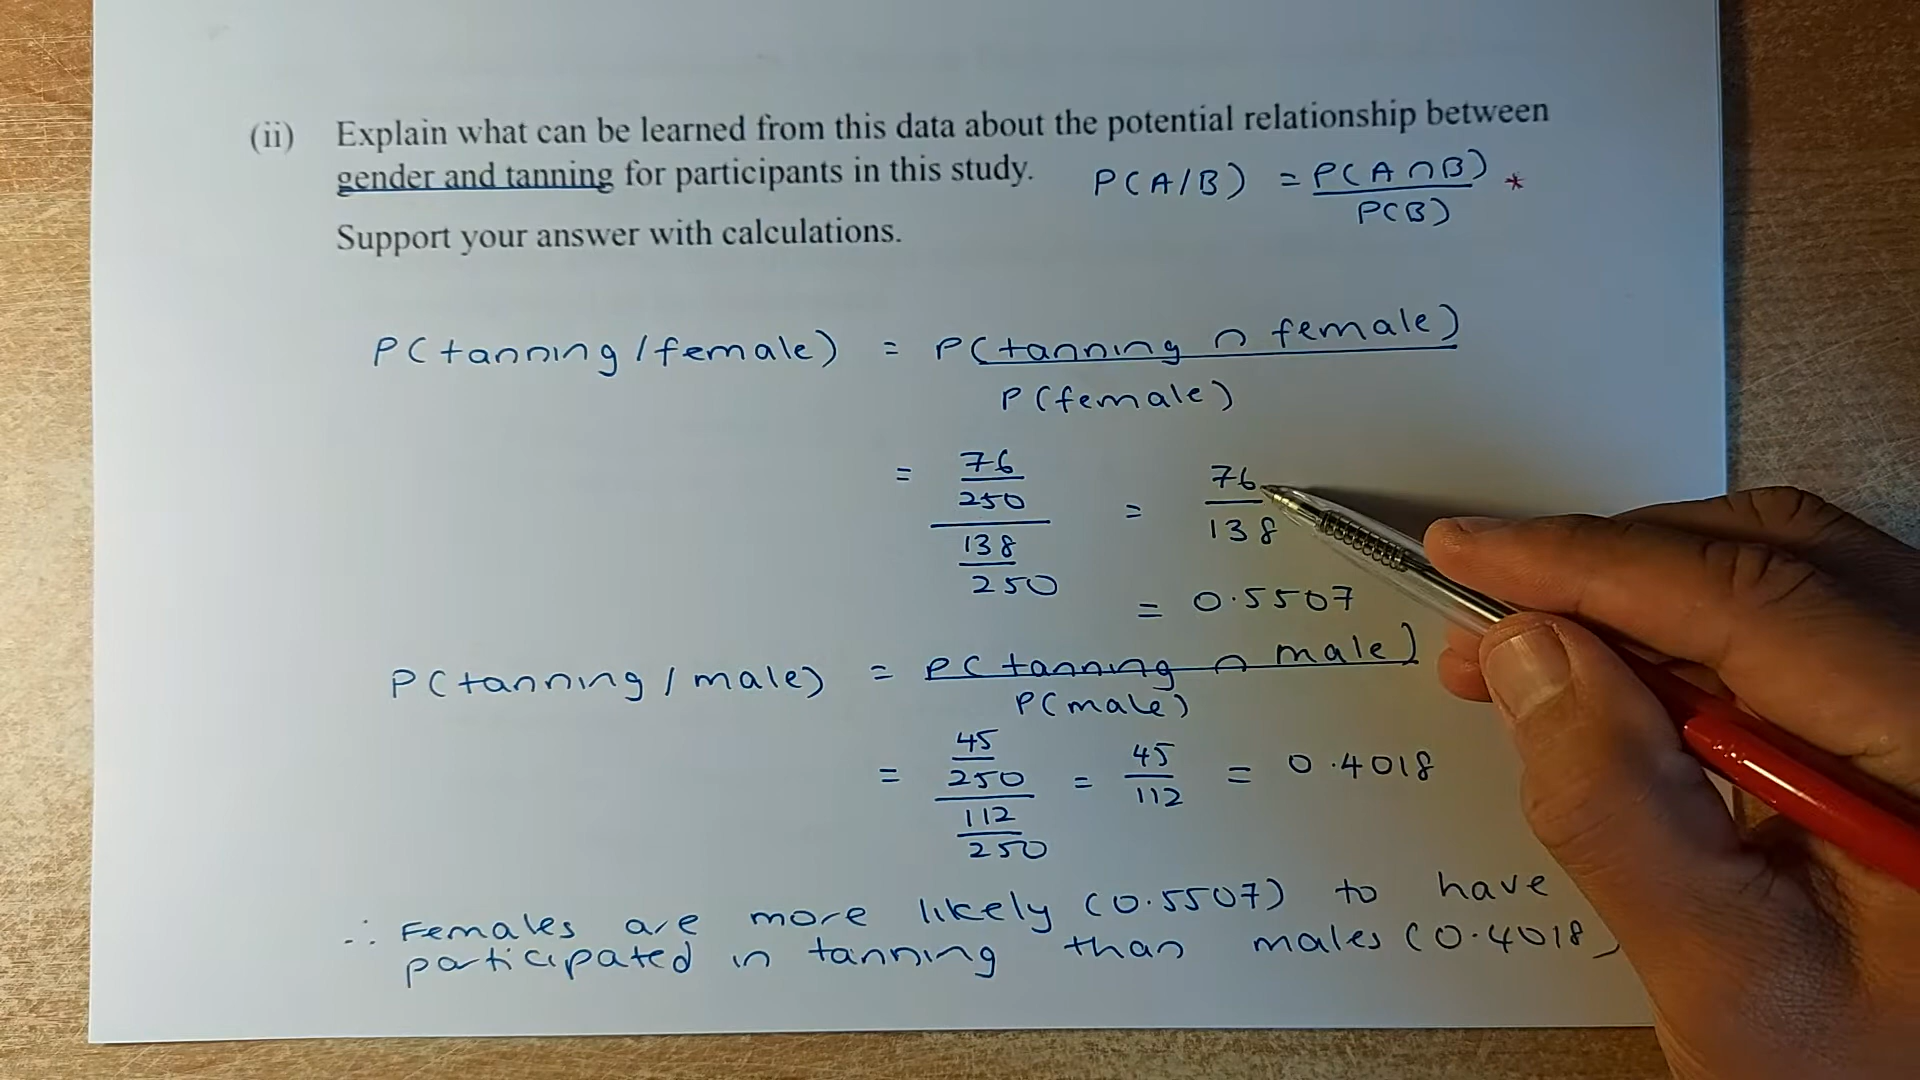 (ii) Explain what can be learned from this data about the potential relationship between
gender and tanning for participants in this study.
P(A/B) = P(A∩B) *
P(B)
Support your answer with calculations.
P(tanning/female) = P(tanning ∩ female)
P(female)
= 76
250
138
250
= 76
138
= 0.5507
P(tanning/male) = P(tanning ∩ male)
P(male)
= 45
250
112
250
= 45
112
= 0.4018
∴ Females are more likely (0.5507) to have
participated in tanning than males (0.4018)